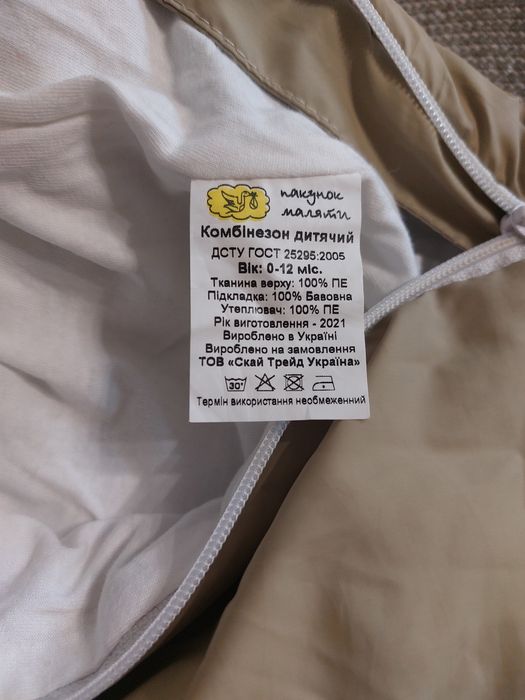 пакунок
маляти
Комбінезон дитячий
ДСТУ ГОСТ 25295:2005
Вік: 0-12 міс.
Тканина верху: 100% ПЕ
Підкладка: 100% Бавовна
Утеплювач: 100% ПЕ
Рік виготовлення - 2021
Вироблено в Україні
Вироблено на замовлення
ТОВ «Скай Трейд Україна»
30°
Термін використання необмеженний